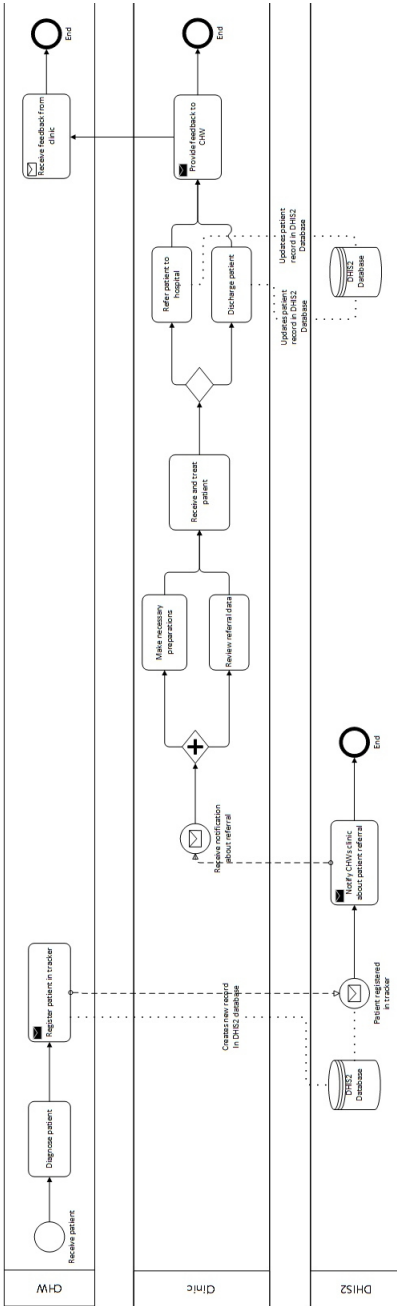 CHW
Receive patient
Diagnose patient
Register patient in tracker
Receive feedback from
clinic
End
Clinic
Receive notification
about referral
Make necessary
preparations
Review referral data
Receive and treat
patient
Refer patient to
hospital
Discharge patient
Provide feedback to
CHW
End
Creates new record
In DHIS2 database
Updates patient
record in DHIS2
Database
Updates patient
record in DHIS2
Database
DHIS2
DHIS2
Database
Patient registered
in tracker
Notify CHWs clinic
about patient referral
End
DHIS2
Database